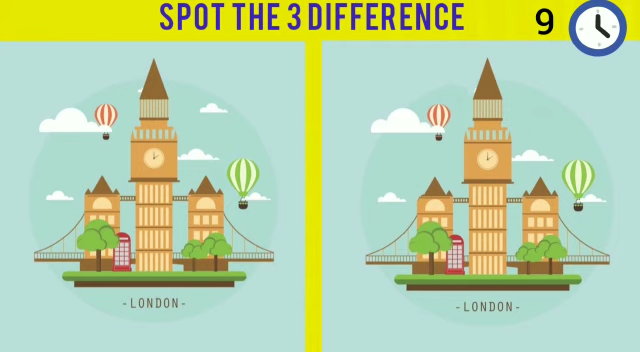 SPOT THE 3 DIFFERENCE
9
-LONDON-
-LONDON-